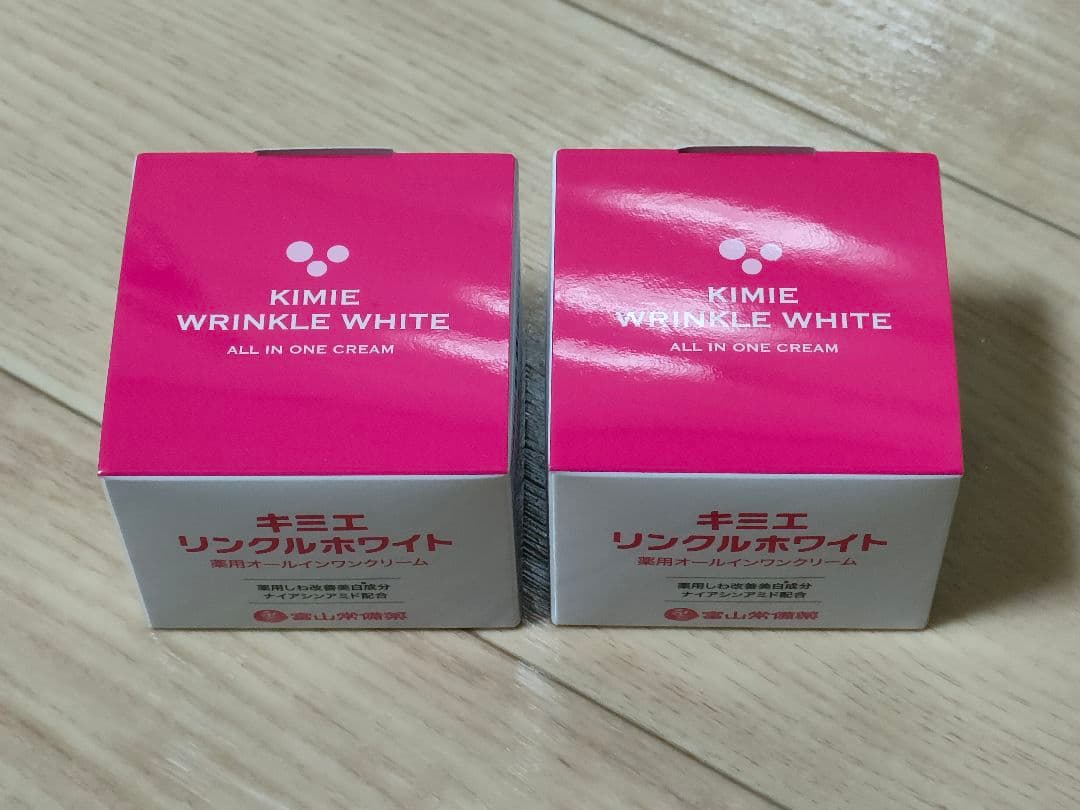 KIMIE
WRINKLE WHITE
ALL IN ONE CREAM
キミエ
リンクルホワイト
薬用オールインワンクリーム
薬用しわ改善美白*成分
ナイアシンアミド配合
富山常備薬
KIMIE
WRINKLE WHITE
ALL IN ONE CREAM
キミエ
リンクルホワイト
薬用オールインワンクリーム
薬用しわ改善美白*成分
ナイアシンアミド配合
富山常備薬